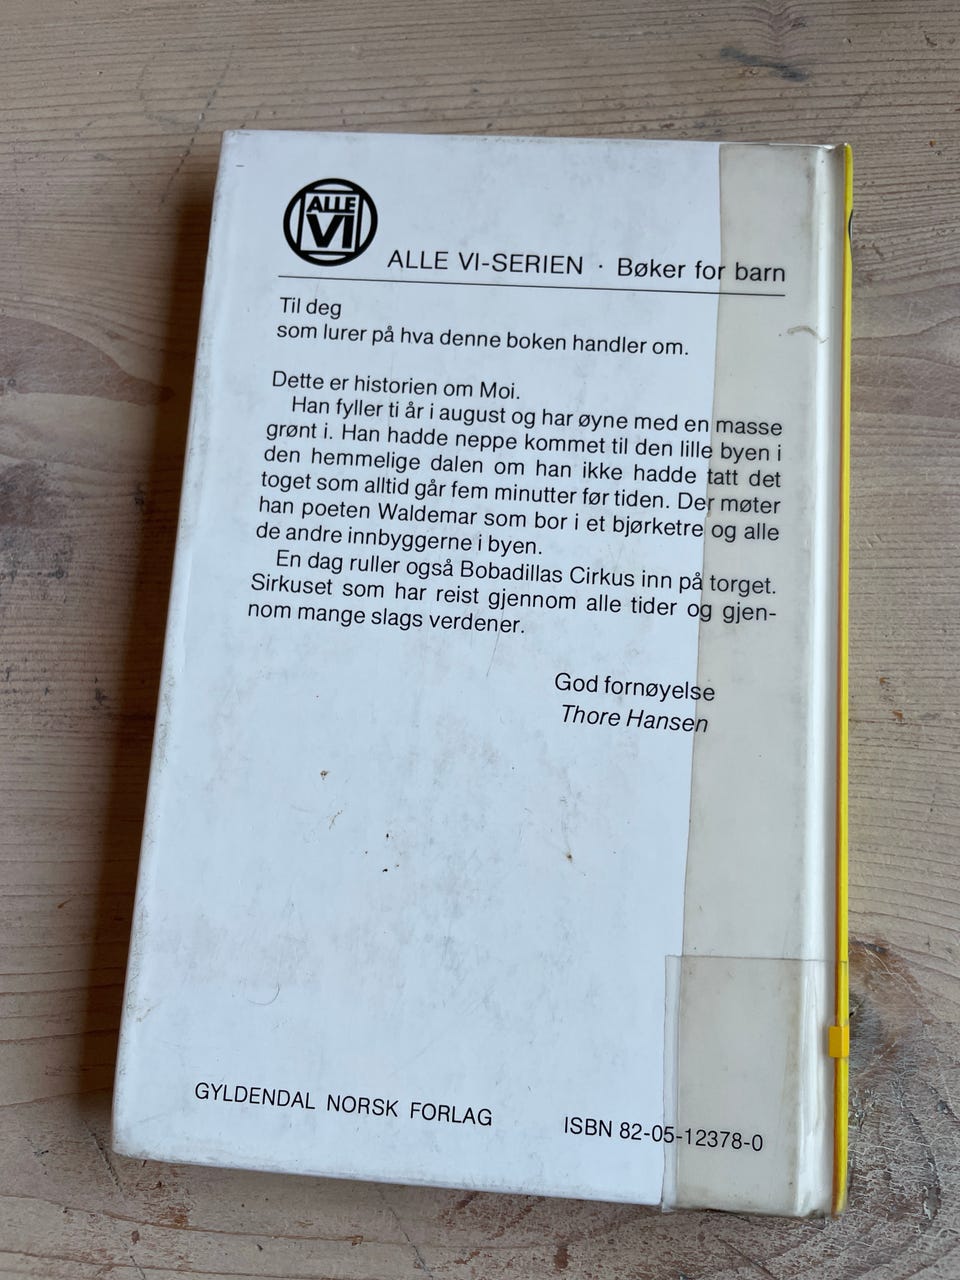 ALLE
VI
ALLE VI-SERIEN · Bøker for barn
Til deg
som lurer på hva denne boken handler om.
Dette er historien om Moi.
Han fyller ti år i august og har øyne med en masse
grønt i. Han hadde neppe kommet til den lille byen i
den hemmelige dalen om han ikke hadde tatt det
toget som alltid går fem minutter før tiden. Der møter
han poeten Waldemar som bor i et bjørketre og alle
de andre innbyggerne i byen.
En dag ruller også Bobadillas Cirkus inn på torget.
Sirkuset som har reist gjennom alle tider og gjen-
nom mange slags verdener.
God fornøyelse
Thore Hansen
GYLDENDAL NORSK FORLAG
ISBN 82-05-12378-0